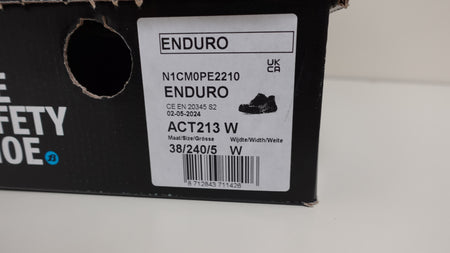 ENDURO
N1CM0PE2210
ENDURO
CE EN 20345 S2
02-05-2024
UK
CA
ACT213 W
Maat/Size/Grösse Wijdte/Width/Weite
38/240/5 W
8 712843 711426
FETY
OE.